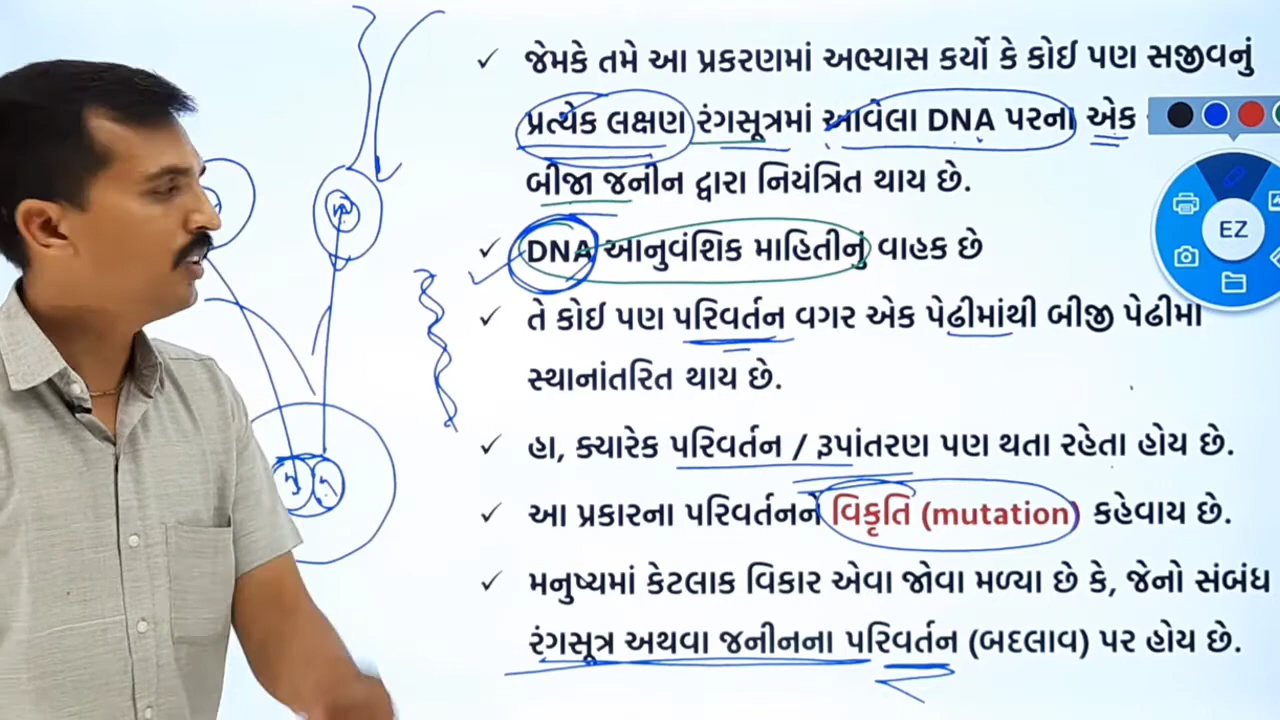 જેમકે તમે આ પ્રકરણમાં અભ્યાસ કર્યો કે કોઈ પણ સજીવનું
પ્રત્યેક લક્ષણ રંગસૂત્રમાં આવેલા DNA પરના એક
બીજા જનીન દ્વારા નિયંત્રિત થાય છે.
DNA આનુવંશિક માહિતીનું વાહક છે
તે કોઈ પણ પરિવર્તન વગર એક પેઢીમાંથી બીજી પેઢીમાં
સ્થાનાંતરિત થાય છે.
હા, ક્યારેક પરિવર્તન / રૂપાંતરણ પણ થતા રહેતા હોય છે.
આ પ્રકારના પરિવર્તનને વિકૃતિ (mutation) કહેવાય છે.
મનુષ્યમાં કેટલાક વિકાર એવા જોવા મળ્યા છે કે, જેનો સંબંધ
રંગસૂત્ર અથવા જનીનના પરિવર્તન (બદલાવ) પર હોય છે.
EZ